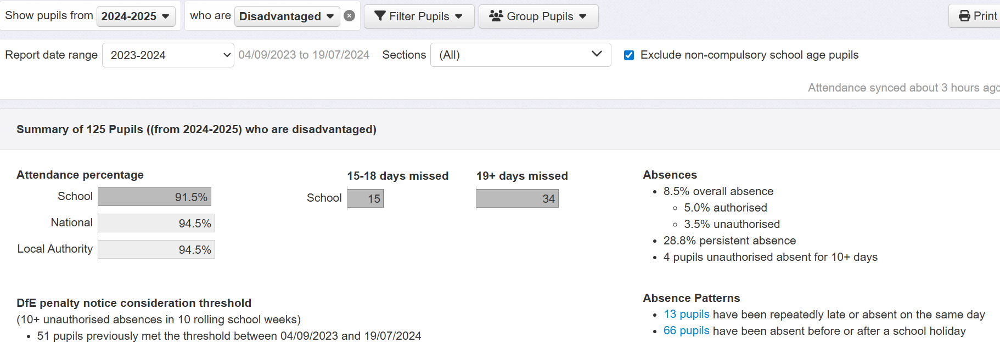 Show pupils from 2024-2025 who are Disadvantaged Filter Pupils Group Pupils Print
Report date range 2023-2024 04/09/2023 to 19/07/2024 Sections (All) Exclude non-compulsory school age pupils
Attendance synced about 3 hours ago
Summary of 125 Pupils ((from 2024-2025) who are disadvantaged)
Attendance percentage
School 91.5%
National 94.5%
Local Authority 94.5%
15-18 days missed 19+ days missed
School 15 34
Absences
• 8.5% overall absence
◦ 5.0% authorised
◦ 3.5% unauthorised
• 28.8% persistent absence
• 4 pupils unauthorised absent for 10+ days
DfE penalty notice consideration threshold
(10+ unauthorised absences in 10 rolling school weeks)
• 51 pupils previously met the threshold between 04/09/2023 and 19/07/2024
Absence Patterns
• 13 pupils have been repeatedly late or absent on the same day
• 66 pupils have been absent before or after a school holiday